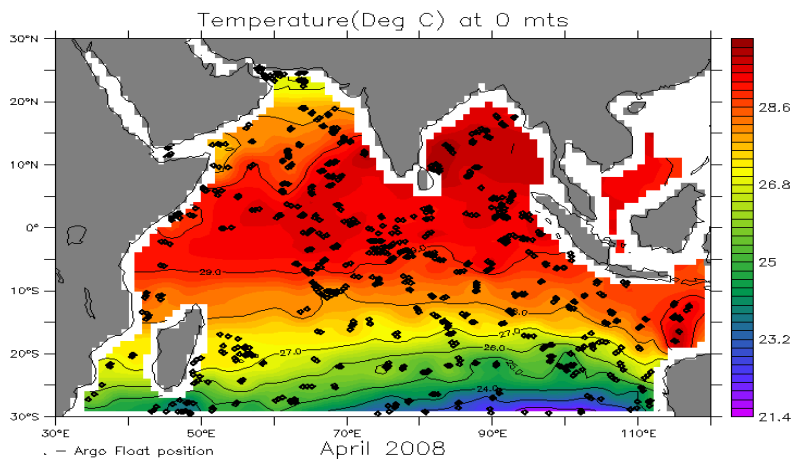 Temperature(Deg C) at 0 mts
30°N
20°N
10°N
0°
10°S
20°S
30°S
30°E
50°E
70°E
90°E
110°E
28.6
26.8
25
23.2
21.4
29.0
27.0
27.0
26.0
24.0
. – Argo Float position
April 2008